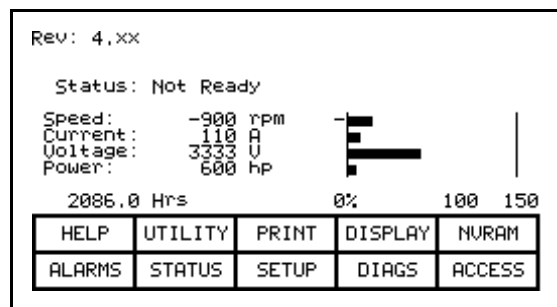 Rev: 4.xx
Status: Not Ready
Speed: -900 rpm
Current: 110 A
Voltage: 3333 V
Power: 600 hp
2086.0 Hrs 0% 100 150
HELP UTILITY PRINT DISPLAY NVRAM
ALARMS STATUS SETUP DIAGS ACCESS